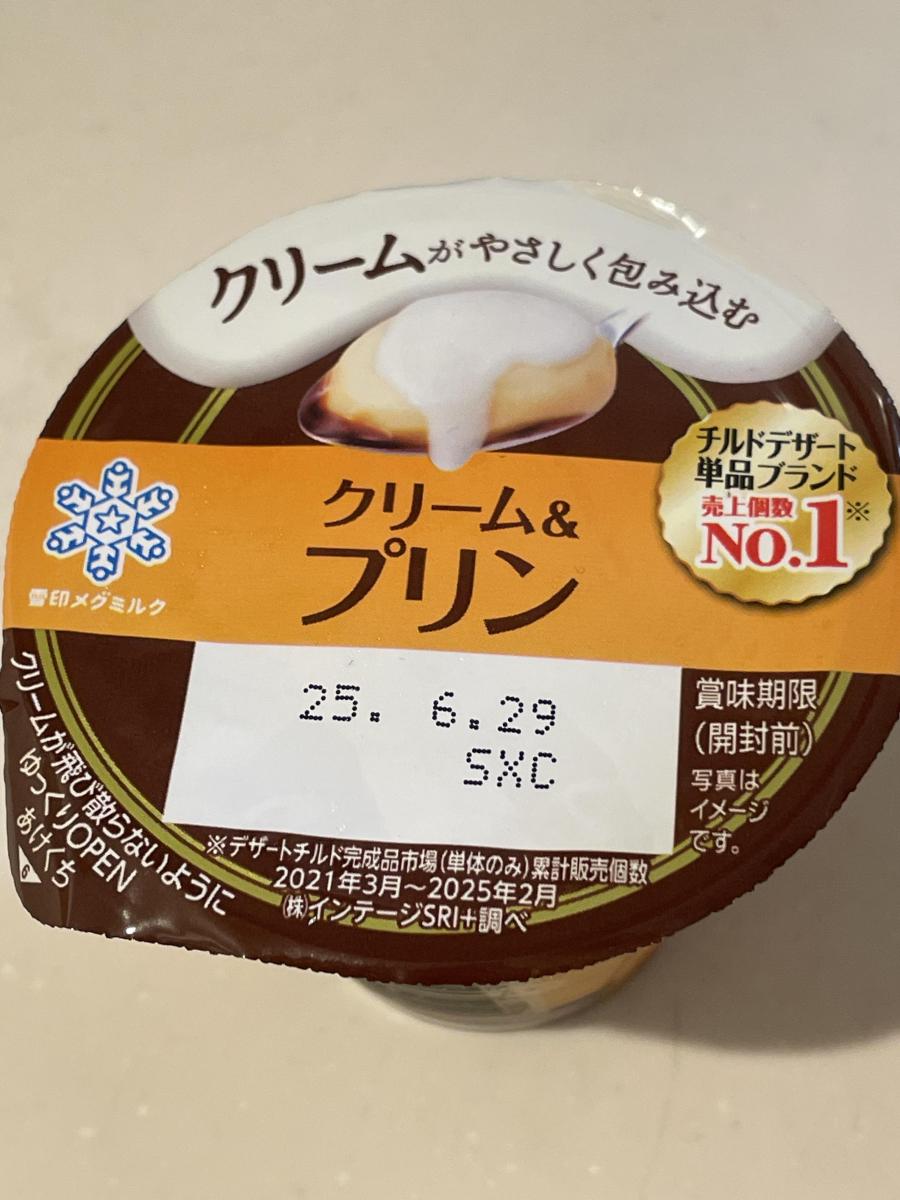 クリームがやさしく包み込む
チルドデザート
単品ブランド
売上個数
No.1※
雪印メグミルク
クリーム&
プリン
25. 6.29
SXC
賞味期限
(開封前)
写真は
イメージ
です。
クリームが飛び散らないように
ゆっくりOPEN
あけくち
6
※デザートチルド完成品市場(単体のみ)累計販売個数
2021年3月~2025年2月
㈱インテージSRI+調べ